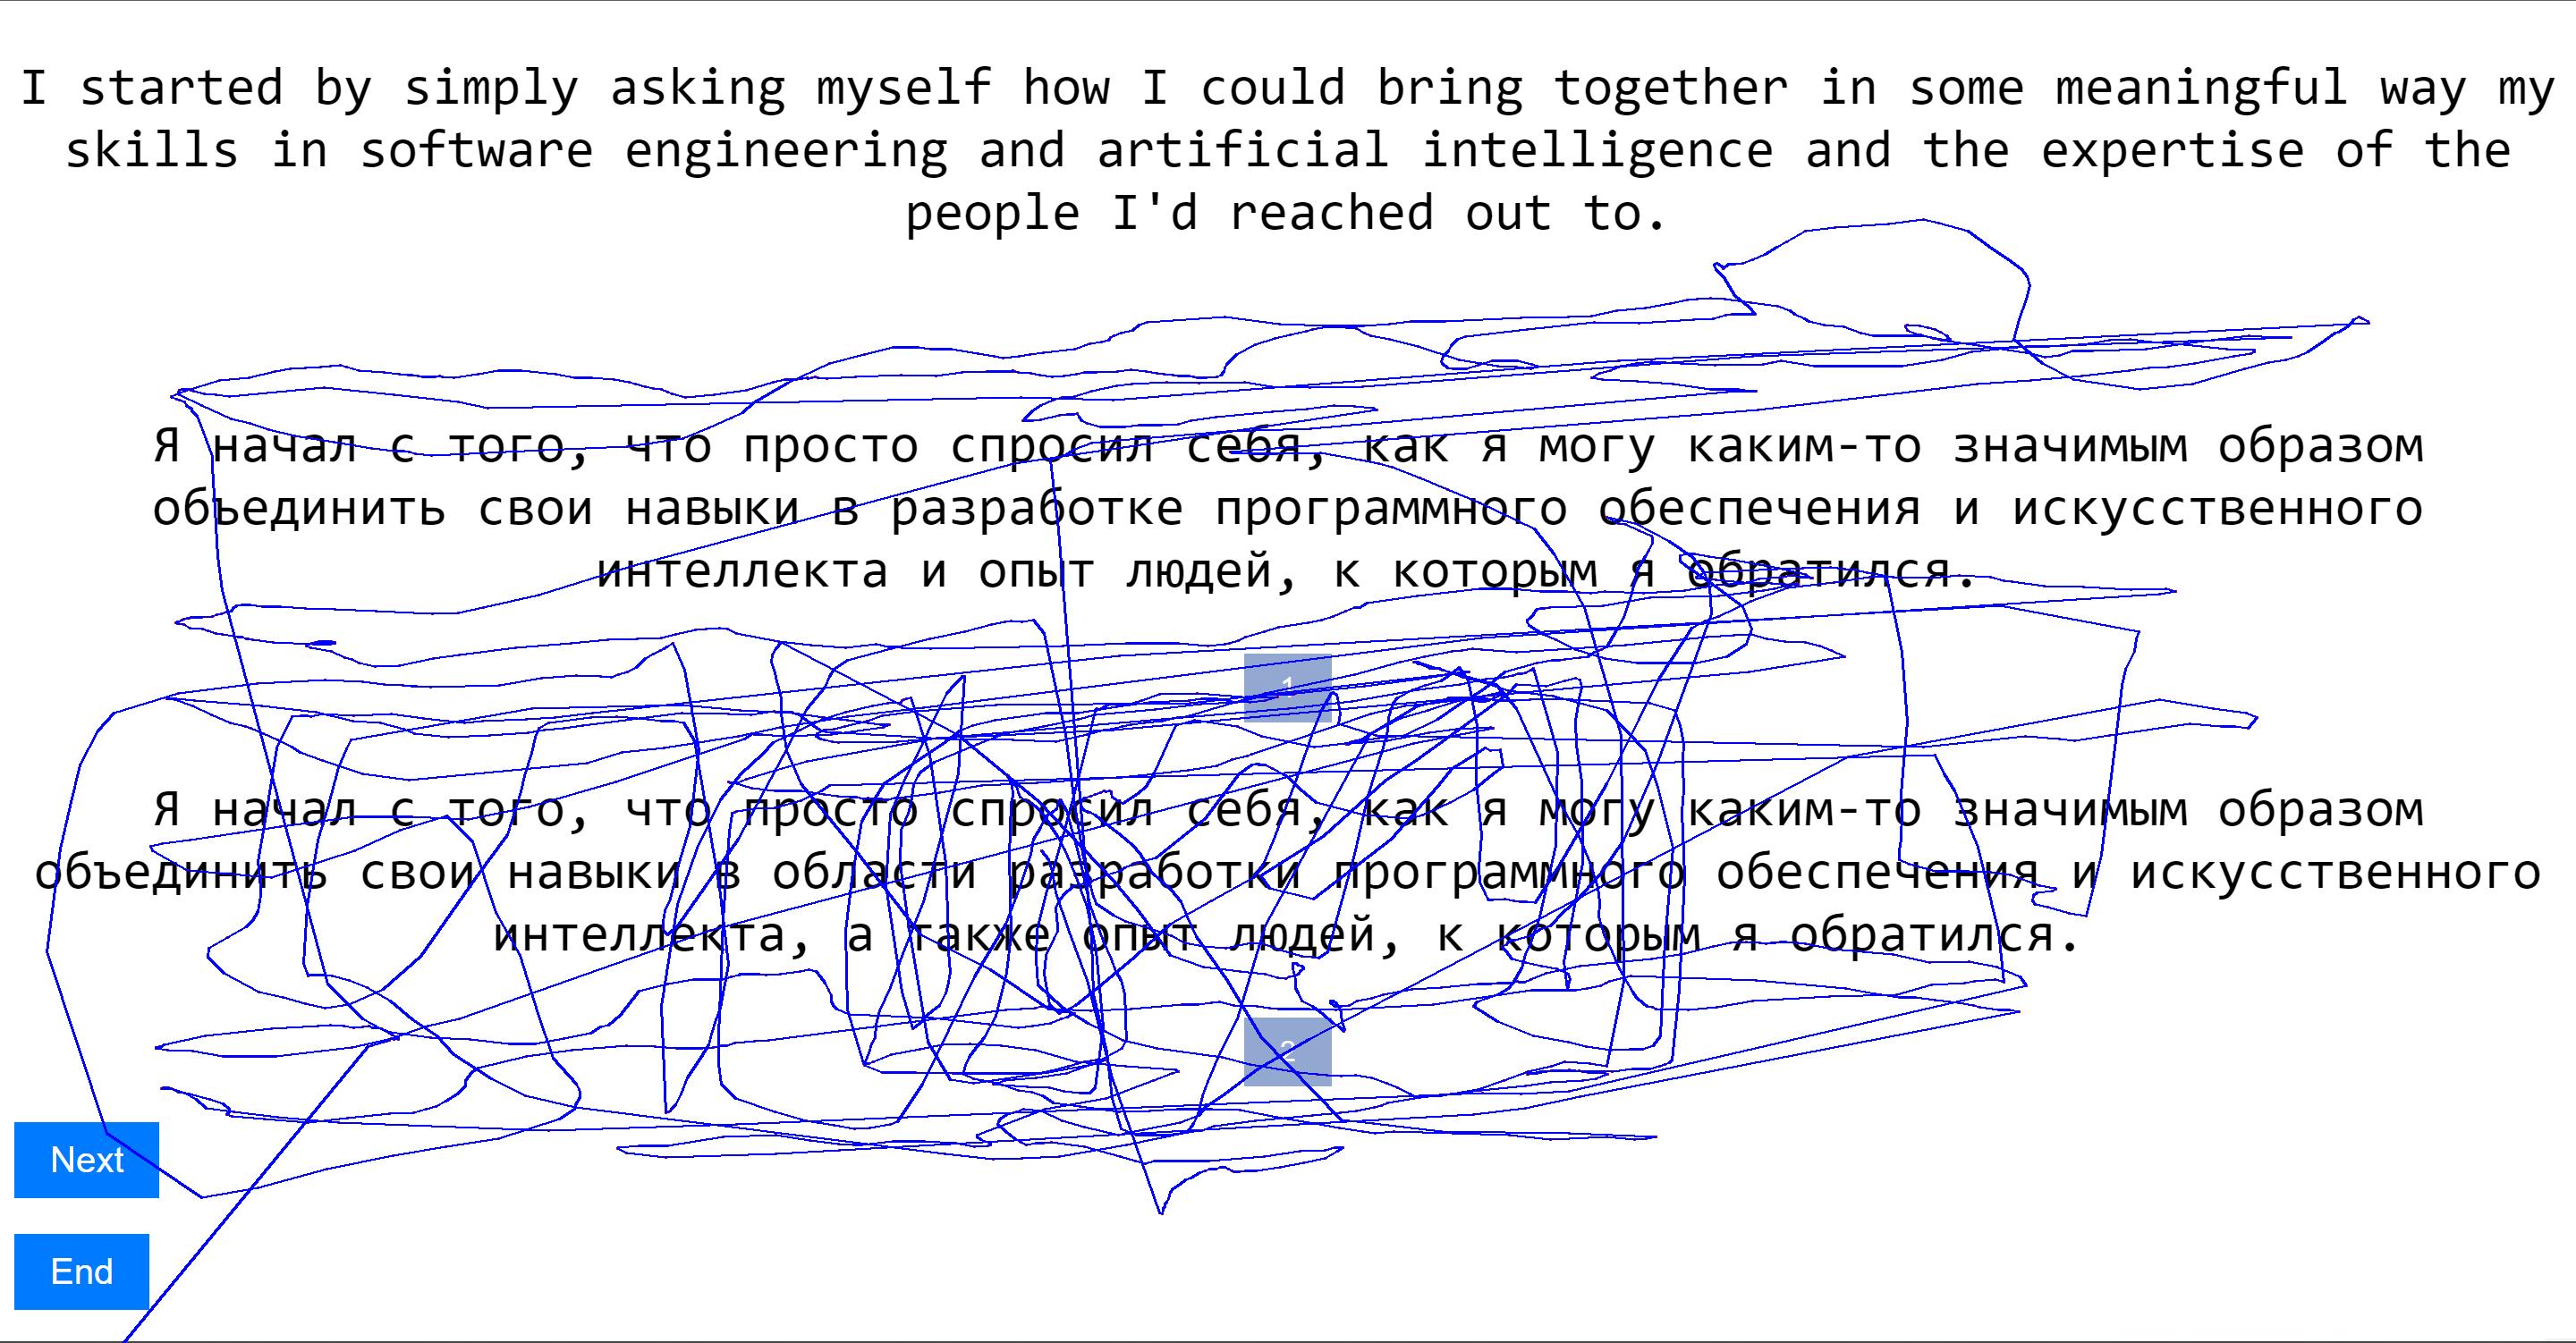 I started by simply asking myself how I could bring together in some meaningful way my
skills in software engineering and artificial intelligence and the expertise of the
people I'd reached out to.
Я начал с того, что просто спросил себя, как я могу каким-то значимым образом
объединить свои навыки в разработке программного обеспечения и искусственного
интеллекта и опыт людей, к которым я обратился.
1
Я начал с того, что просто спросил себя, как я могу каким-то значимым образом
объединить свои навыки в области разработки программного обеспечения и искусственного
интеллекта, а также опыт людей, к которым я обратился.
2
Next
End